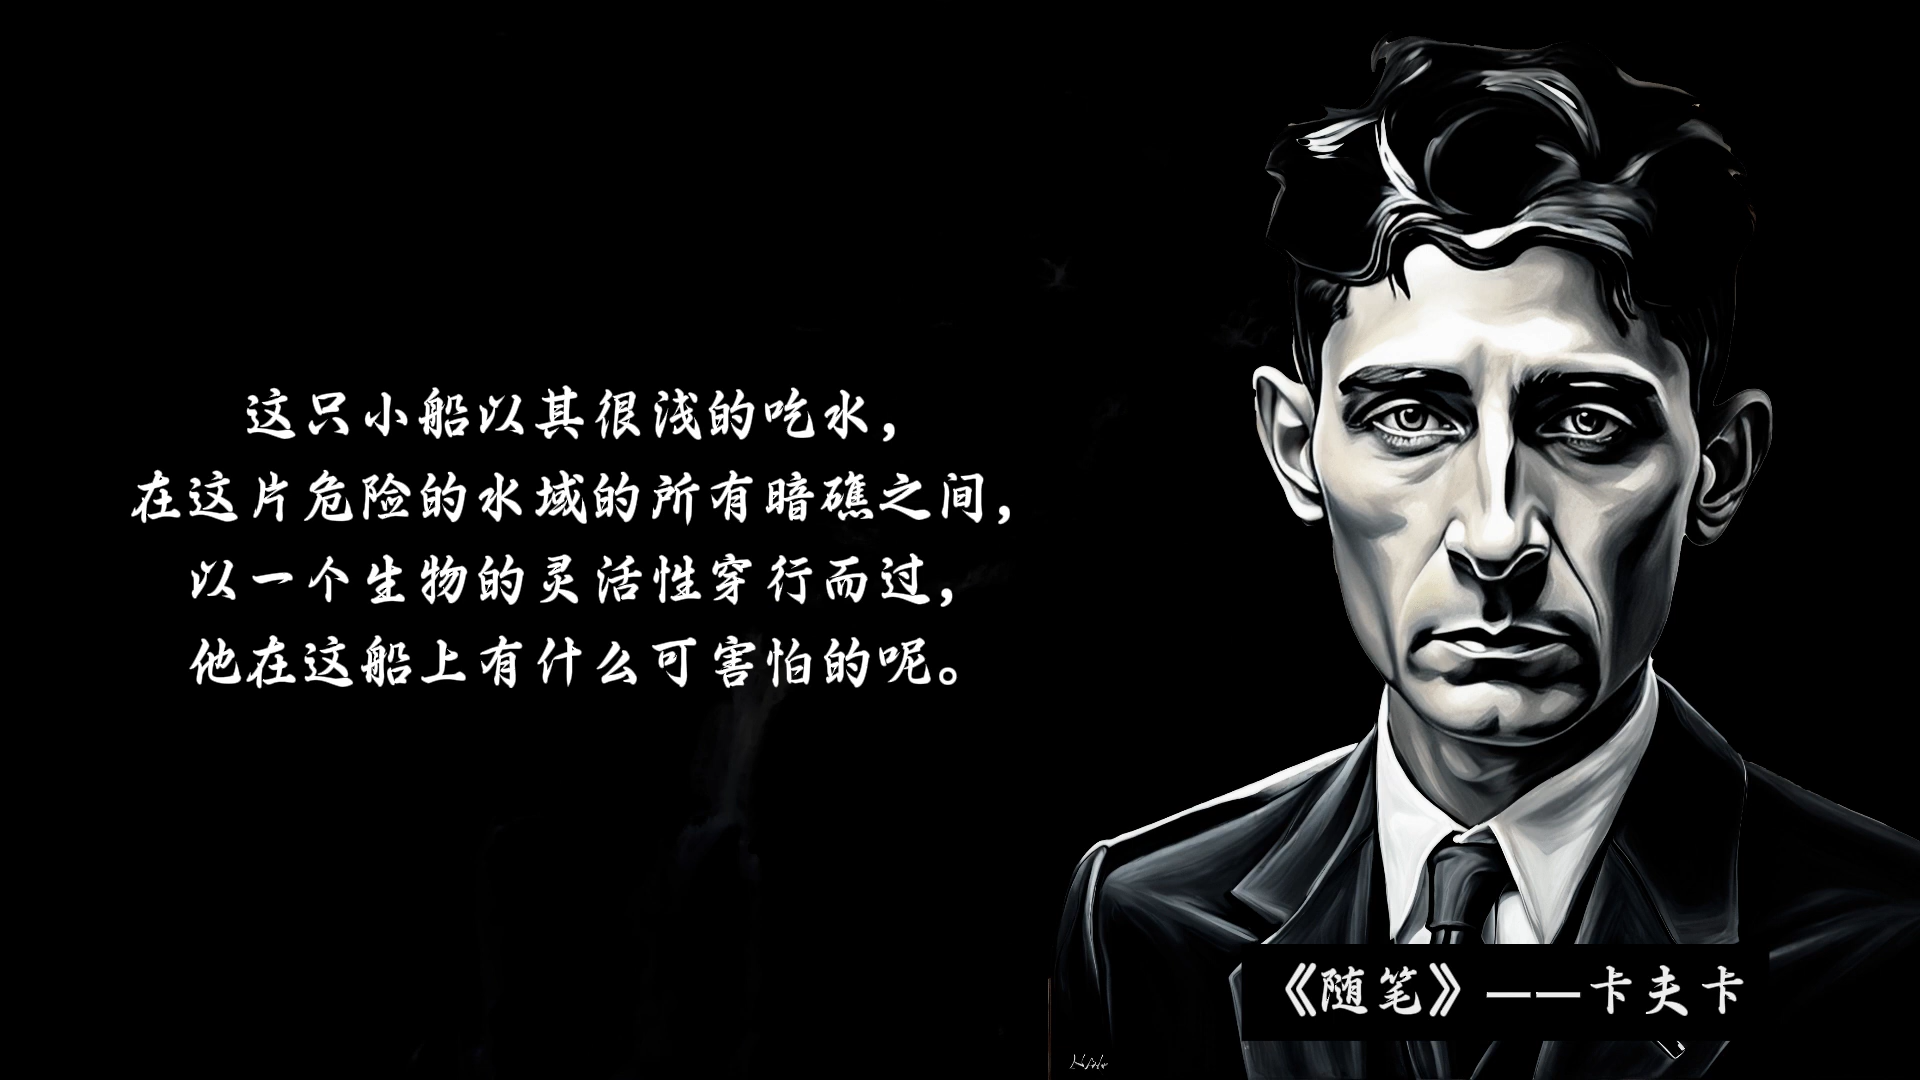 这只小船以其很浅的吃水，
在这片危险的水域的所有暗礁之间，
以一个生物的灵活性穿行而过，
他在这船上有什么可害怕的呢。
《随笔》——卡夫卡